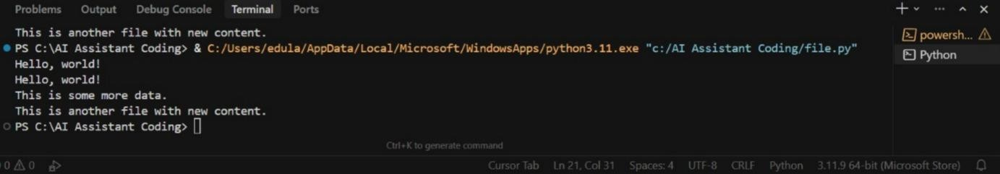 Problems Output Debug Console Terminal Ports
This is another file with new content.
PS C:\AI Assistant Coding> & C:/Users/edula/AppData/Local/Microsoft/WindowsApps/python3.11.exe "c:/AI Assistant Coding/file.py"
Hello, world!
Hello, world!
This is some more data.
This is another file with new content.
PS C:\AI Assistant Coding>
powersh...
Python
Ctrl+K to generate command
0 0 Cursor Tab Ln 21, Col 31 Spaces: 4 UTF-8 CRLF Python 3.11.9 64-bit (Microsoft Store)